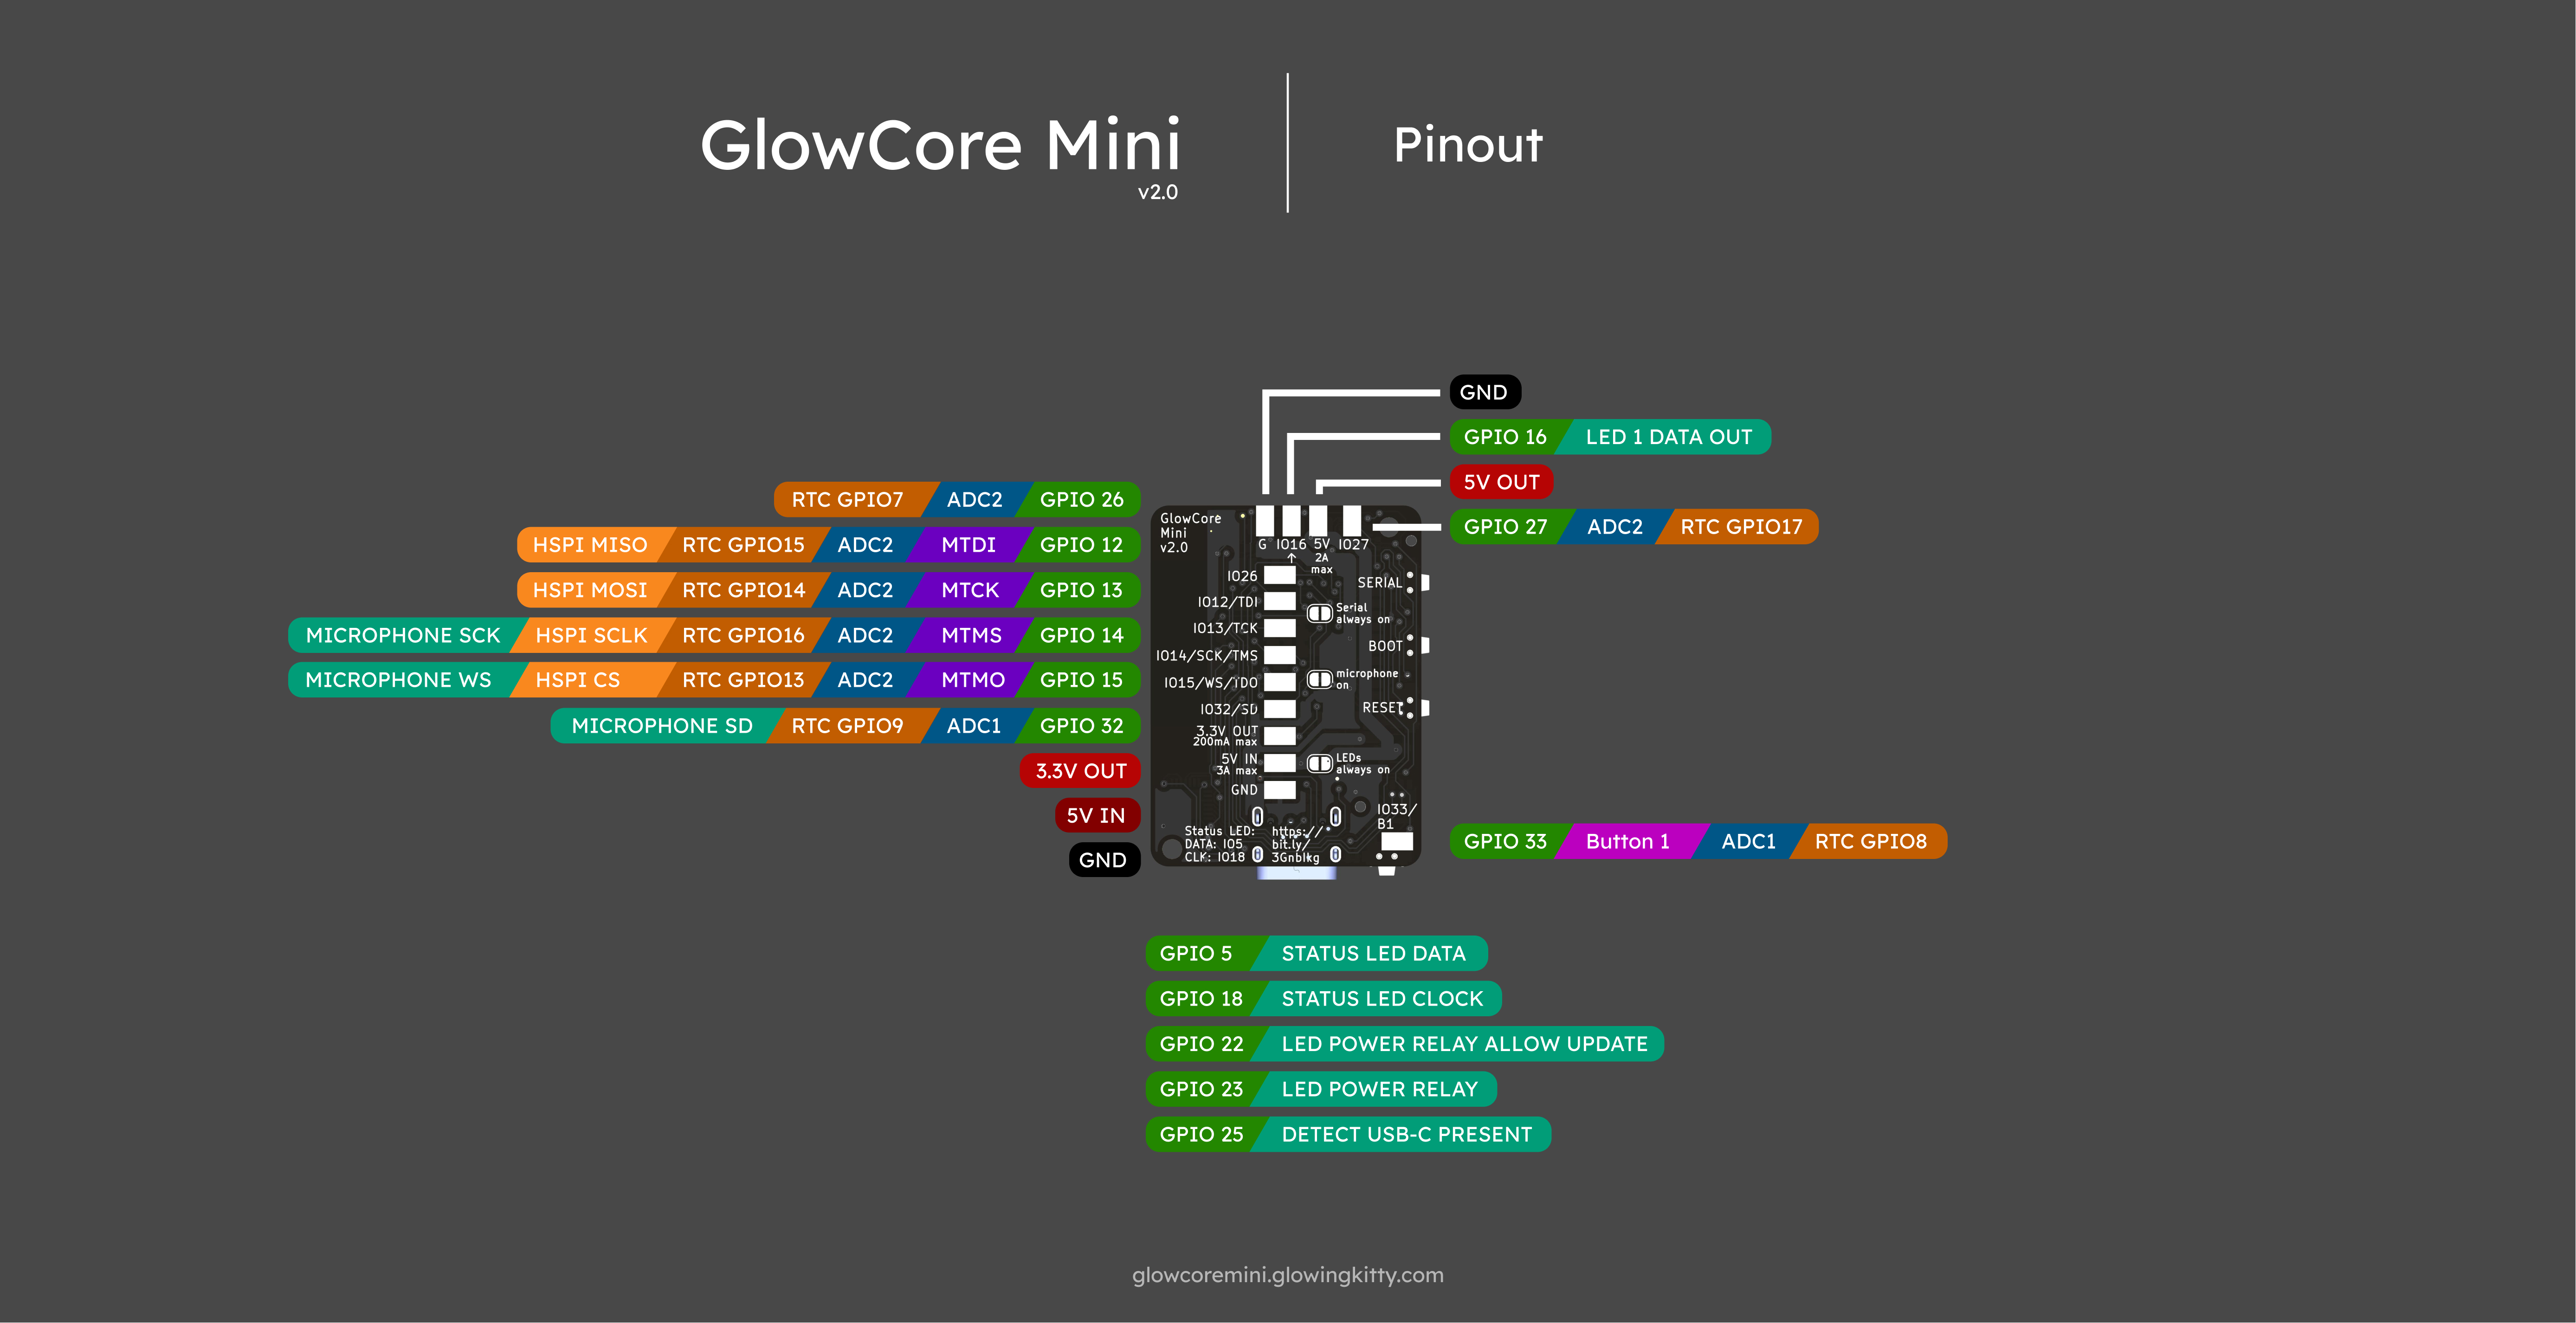 GlowCore Mini
v2.0
Pinout
GND
GPIO 16 LED 1 DATA OUT
5V OUT
GPIO 27 ADC2 RTC GPIO17
RTC GPIO7 ADC2 GPIO 26
HSPI MISO RTC GPIO15 ADC2 MTDI GPIO 12
HSPI MOSI RTC GPIO14 ADC2 MTCK GPIO 13
MICROPHONE SCK HSPI SCLK RTC GPIO16 ADC2 MTMS GPIO 14
MICROPHONE WS HSPI CS RTC GPIO13 ADC2 MTMO GPIO 15
MICROPHONE SD RTC GPIO9 ADC1 GPIO 32
3.3V OUT
5V IN
GND
GlowCore
Mini
v2.0
G IO16 5V IO27
2A
max
IO26
IO12/TDI
IO13/TCK
IO14/SCK/TMS
IO15/WS/TDO
IO32/SD
3.3V OUT
200mA max
5V IN
3A max
GND
Serial
always on
microphone
on
LEDs
always on
SERIAL
BOOT
RESET
IO33/
B1
Status LED:
DATA: IO5
CLK: IO18
https://
bit.ly/
3Gnblkg
GPIO 33 Button 1 ADC1 RTC GPIO8
GPIO 5 STATUS LED DATA
GPIO 18 STATUS LED CLOCK
GPIO 22 LED POWER RELAY ALLOW UPDATE
GPIO 23 LED POWER RELAY
GPIO 25 DETECT USB-C PRESENT
glowcoremini.glowingkitty.com